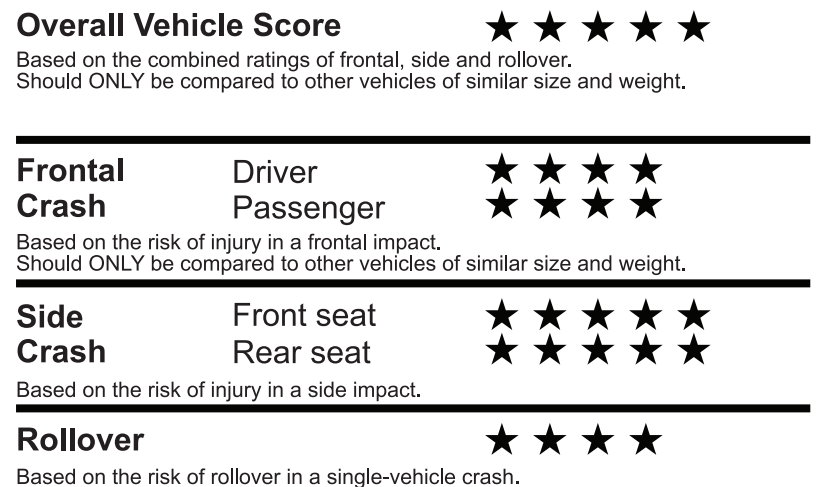 Overall Vehicle Score ★ ★ ★ ★ ★
Based on the combined ratings of frontal, side and rollover.
Should ONLY be compared to other vehicles of similar size and weight.
Frontal Driver ★ ★ ★ ★
Crash Passenger ★ ★ ★ ★
Based on the risk of injury in a frontal impact.
Should ONLY be compared to other vehicles of similar size and weight.
Side Front seat ★ ★ ★ ★ ★
Crash Rear seat ★ ★ ★ ★ ★
Based on the risk of injury in a side impact.
Rollover ★ ★ ★ ★
Based on the risk of rollover in a single-vehicle crash.